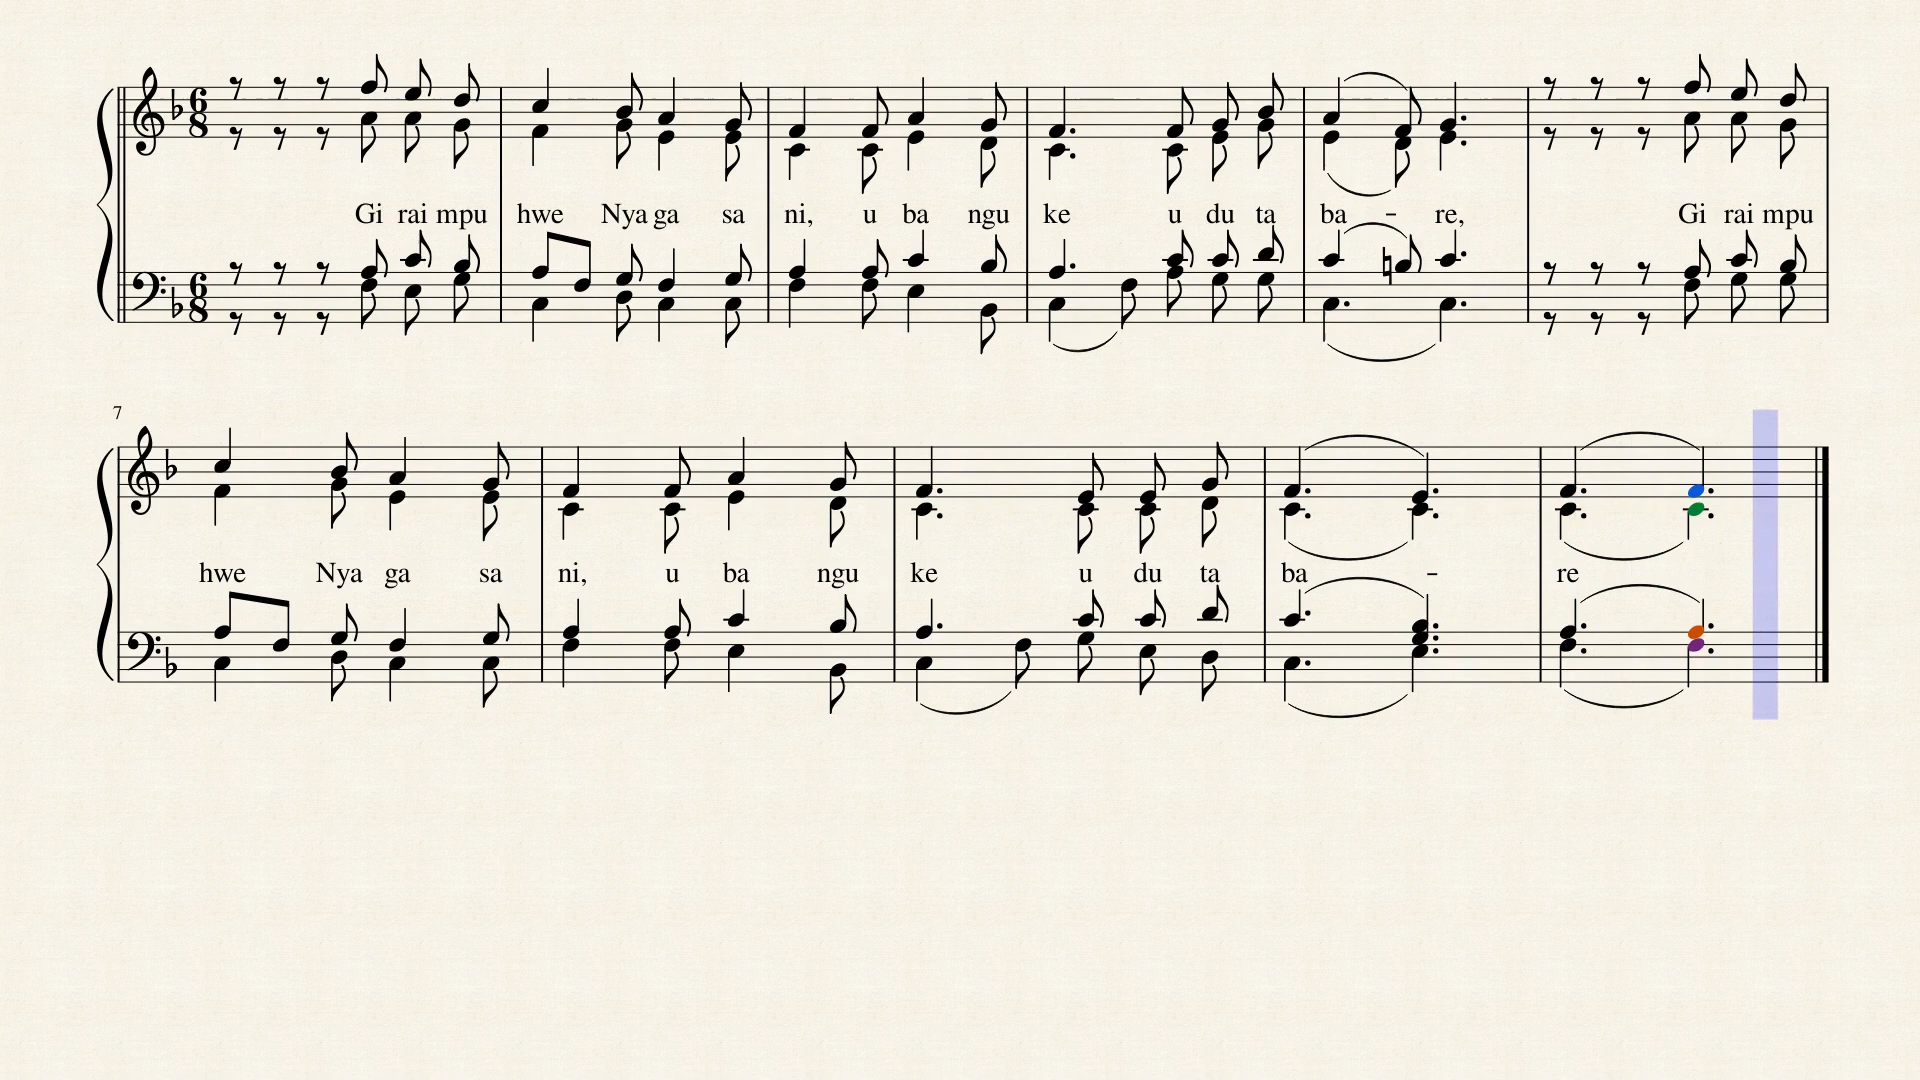 Gi rai mpu hwe Nya ga sa ni, u ba ngu ke u du ta ba - re, Gi rai mpu
7
hwe Nya ga sa ni, u ba ngu ke u du ta ba - re